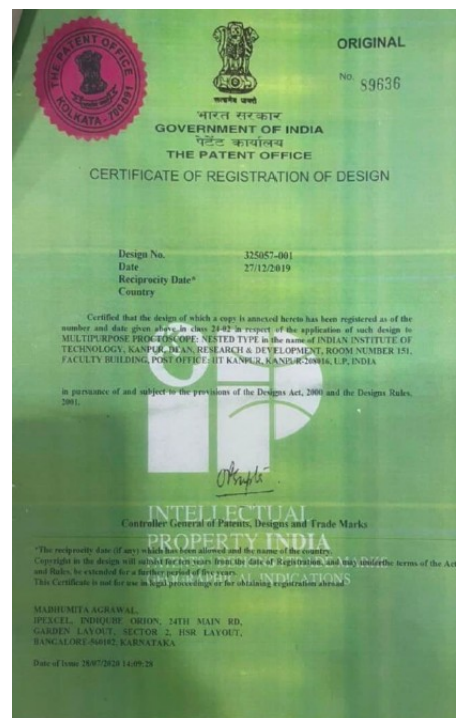 THE PATENT OFFICE
KOLKATA - 700 091
ORIGINAL
No. 89636
सत्यमेव जयते
भारत सरकार
GOVERNMENT OF INDIA
पेटेंट कार्यालय
THE PATENT OFFICE
CERTIFICATE OF REGISTRATION OF DESIGN
Design No. 325057-001
Date 27/12/2019
Reciprocity Date*
Country
Certified that the design of which a copy is annexed hereto has been registered as of the
number and date given above in class 24-02 in respect of the application of such design to
MULTIPURPOSE PROCTOSCOPE: NESTED TYPE in the name of INDIAN INSTITUTE OF
TECHNOLOGY, KANPUR, DEAN, RESEARCH & DEVELOPMENT, ROOM NUMBER 151,
FACULTY BUILDING, POST OFFICE: IIT KANPUR, KANPUR-208016, U.P, INDIA
in pursuance of and subject to the provisions of the Designs Act, 2000 and the Designs Rules,
2001.
INTELLECTUAL
Controller General of Patents, Designs and Trade Marks
PROPERTY INDIA
*The reciprocity date (if any) which has been allowed and the name of the country.
Copyright in the design will subsist for ten years from the date of Registration, and may under the terms of the Act
and Rules, be extended for a further period of five years.
GEOGRAPHICAL INDICATIONS
This Certificate is not for use in legal proceedings or for obtaining registration abroad
MADHUMITA AGRAWAL,
IPEXCEL, INDIQUBE ORION, 24TH MAIN RD,
GARDEN LAYOUT, SECTOR 2, HSR LAYOUT,
BANGALORE-560102, KARNATAKA
Date of Issue 28/07/2020 14:09:28